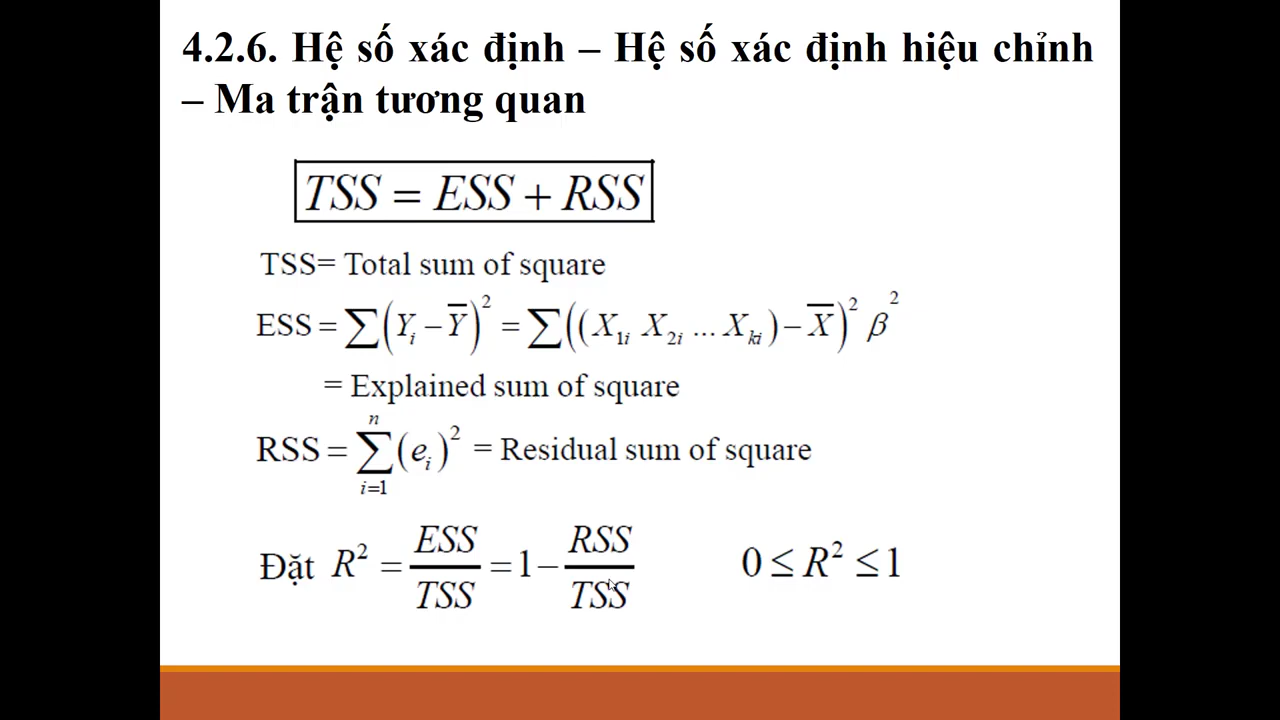 4.2.6. Hệ số xác định – Hệ số xác định hiệu chỉnh
– Ma trận tương quan
TSS = ESS + RSS
TSS= Total sum of square
ESS = ∑(Yᵢ – Y̅)² = ∑((X₁ᵢ X₂ᵢ ... Xₖᵢ) – X̅)² β²
= Explained sum of square
RSS = ∑ⁿᵢ₌₁ (eᵢ)² = Residual sum of square
Đặt R² = ESS/TSS = 1 – RSS/TSS 0 ≤ R² ≤ 1